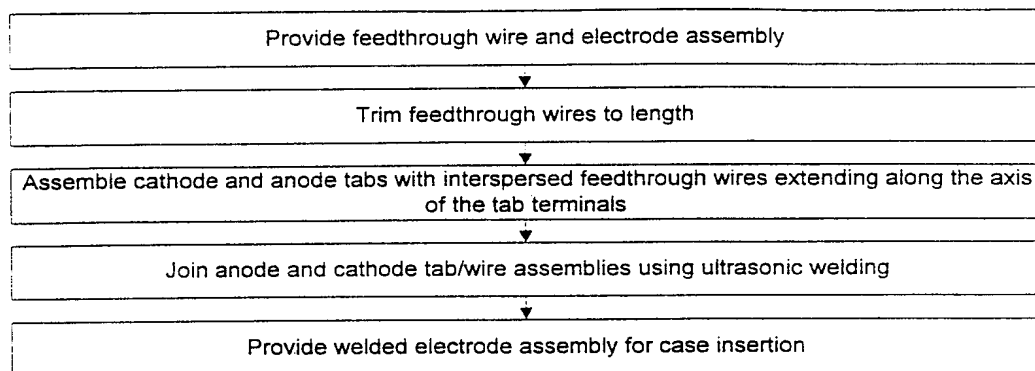 Provide feedthrough wire and electrode assembly
Trim feedthrough wires to length
Assemble cathode and anode tabs with interspersed feedthrough wires extending along the axis
of the tab terminals
Join anode and cathode tab/wire assemblies using ultrasonic welding
Provide welded electrode assembly for case insertion